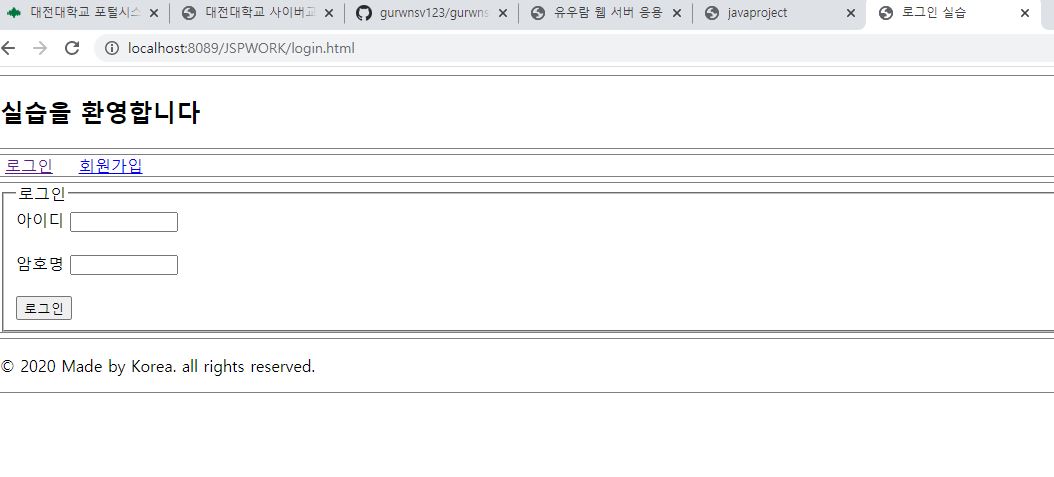 대전대학교 포털시스 대전대학교 사이버교 gurwnsv123/gurwns 유우람 웹 서버 응용 javaproject 로그인 실습
localhost:8089/JSPWORK/login.html
실습을 환영합니다
로그인 회원가입
로그인
아이디
암호명
로그인
© 2020 Made by Korea. all rights reserved.